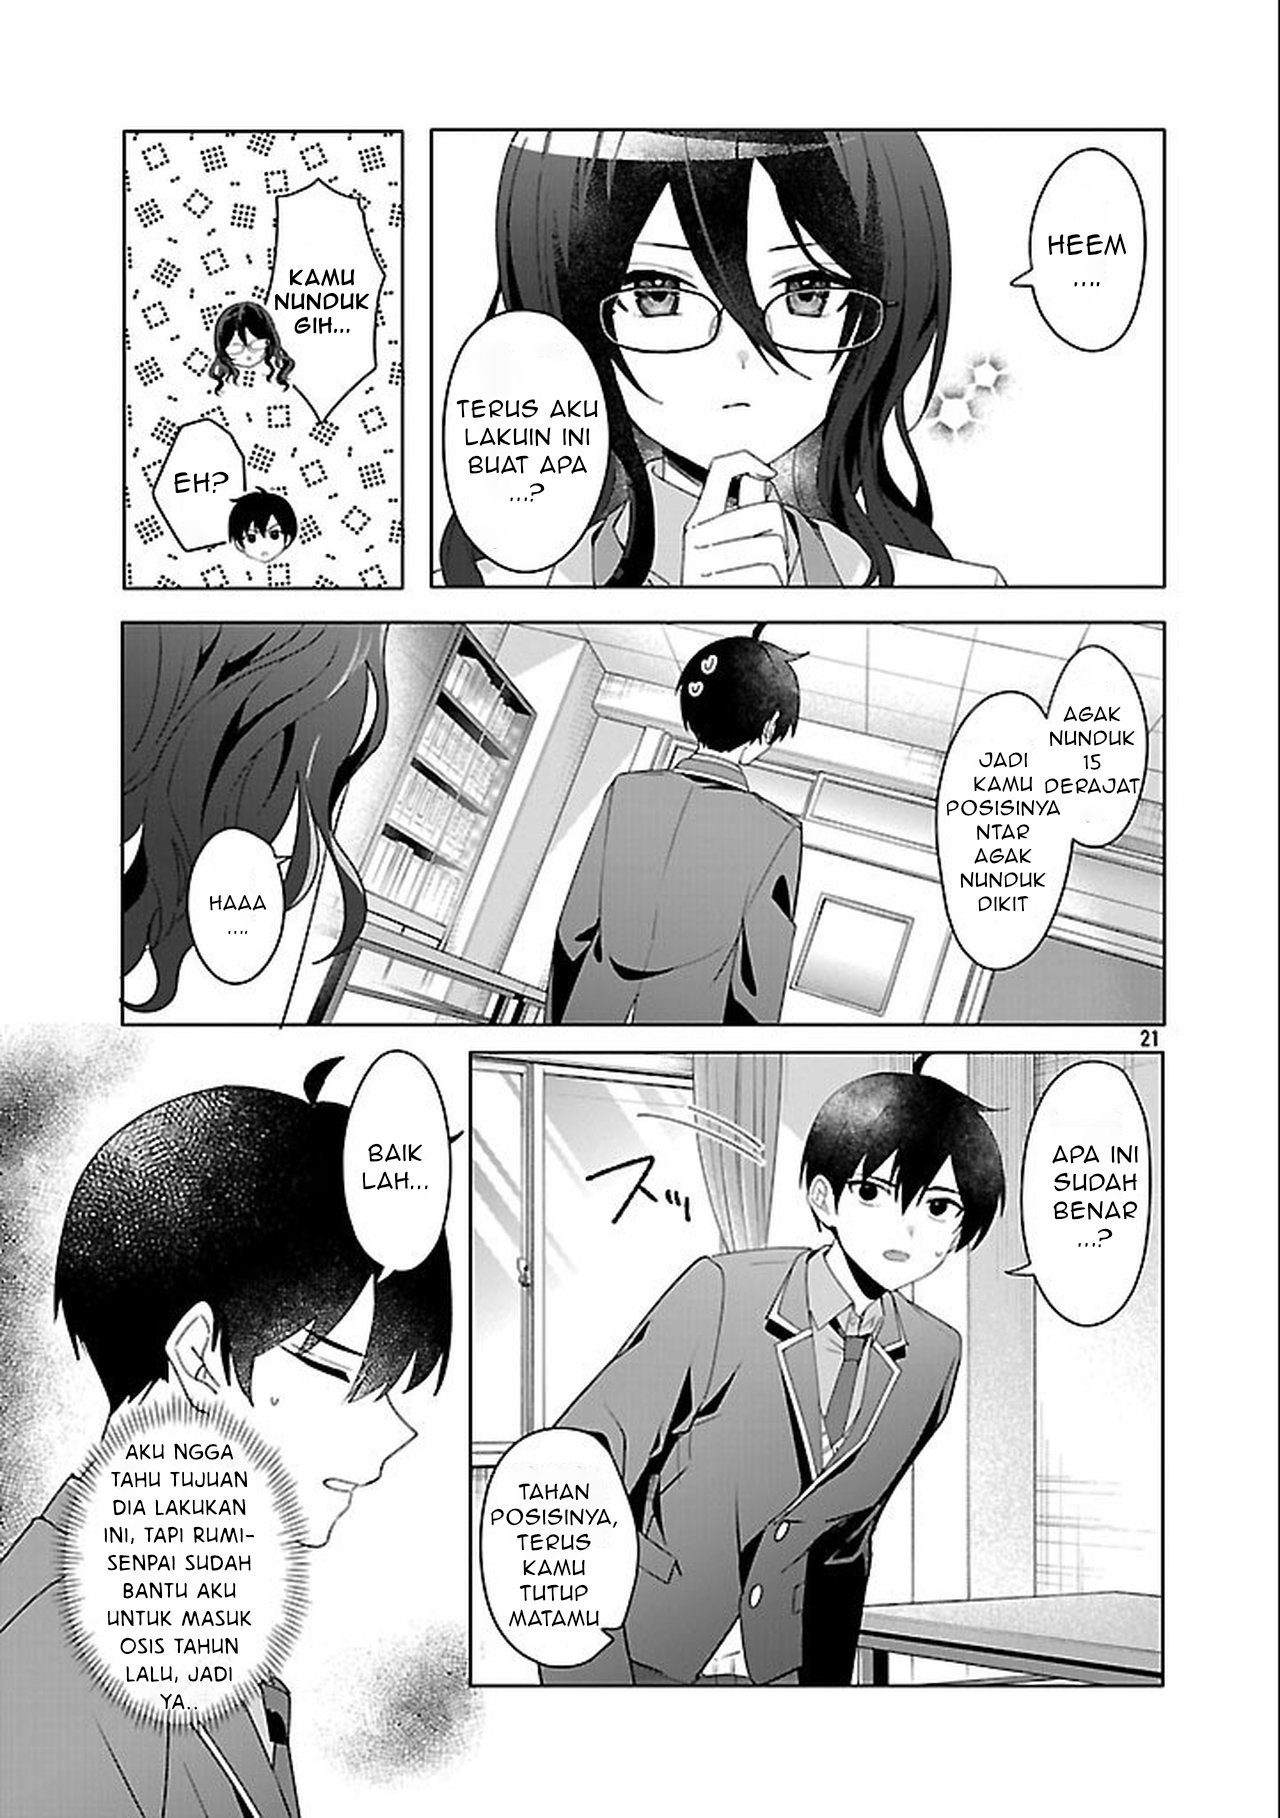 HEEM
....
TERUS AKU
LAKUIN INI
BUAT APA
...?
KAMU
NUNDUK
GIH...
EH?
AGAK
NUNDUK
15
DERAJAT
JADI
KAMU
POSISINYA
NTAR
AGAK
NUNDUK
DIKIT
HAAA
....
21
APA INI
SUDAH
BENAR
...?
スッ
TAHAN
POSISINYA,
TERUS
KAMU
TUTUP
MATAMU
BAIK
LAH...
AKU NGGA
TAHU TUJUAN
DIA LAKUKAN
INI, TAPI RUMI-
SENPAI SUDAH
BANTU AKU
UNTUK MASUK
OSIS TAHUN
LALU, JADI
YA..